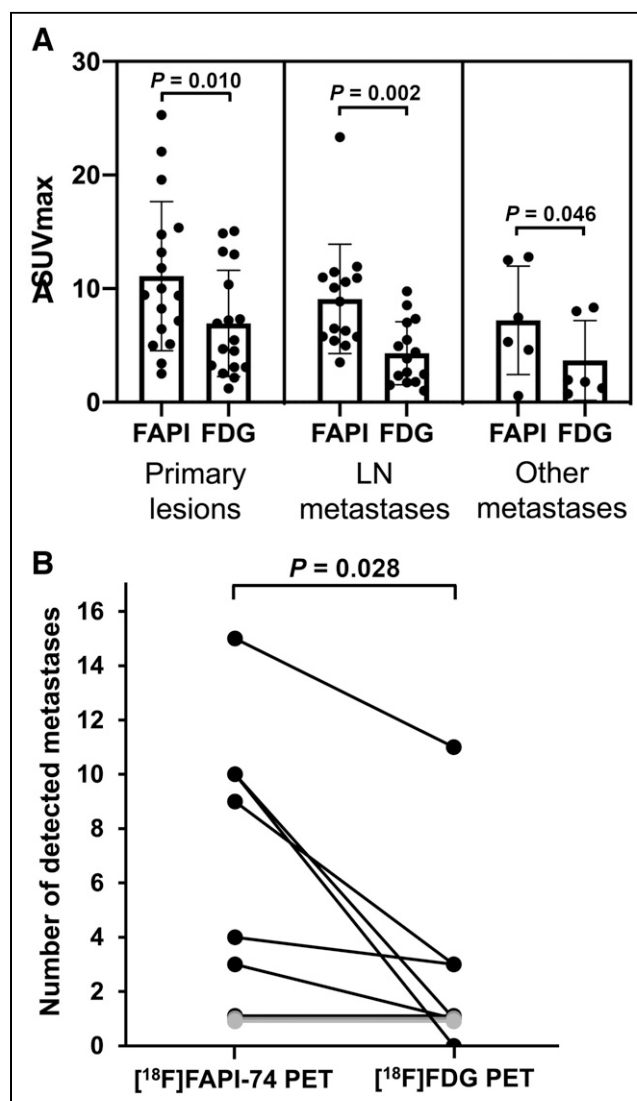 A
30
20
10
0
SUVmax
A
P = 0.010
P = 0.002
P = 0.046
FAPI FDG FAPI FDG FAPI FDG
Primary LN Other
lesions metastases metastases
B
P = 0.028
Number of detected metastases
16
14
12
10
8
6
4
2
0
[¹⁸F]FAPI-74 PET [¹⁸F]FDG PET